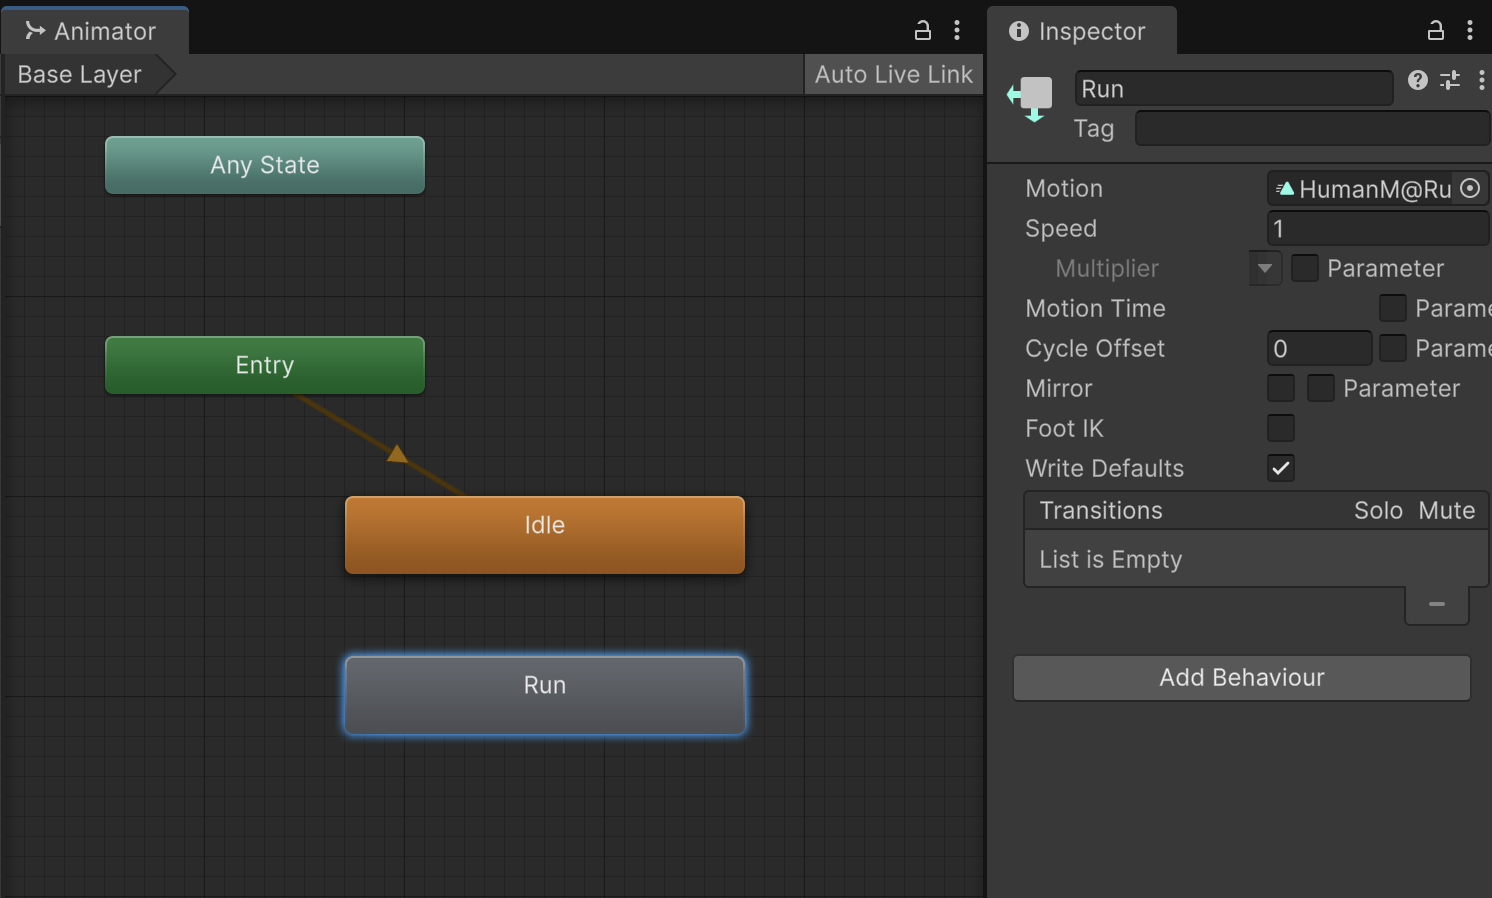 Animator
Base Layer
Auto Live Link
Any State
Entry
Idle
Run
Inspector
Run
Tag
Motion HumanM@Ru
Speed 1
Multiplier Parameter
Motion Time Parame
Cycle Offset 0 Parame
Mirror Parameter
Foot IK
Write Defaults
Transitions Solo Mute
List is Empty
Add Behaviour